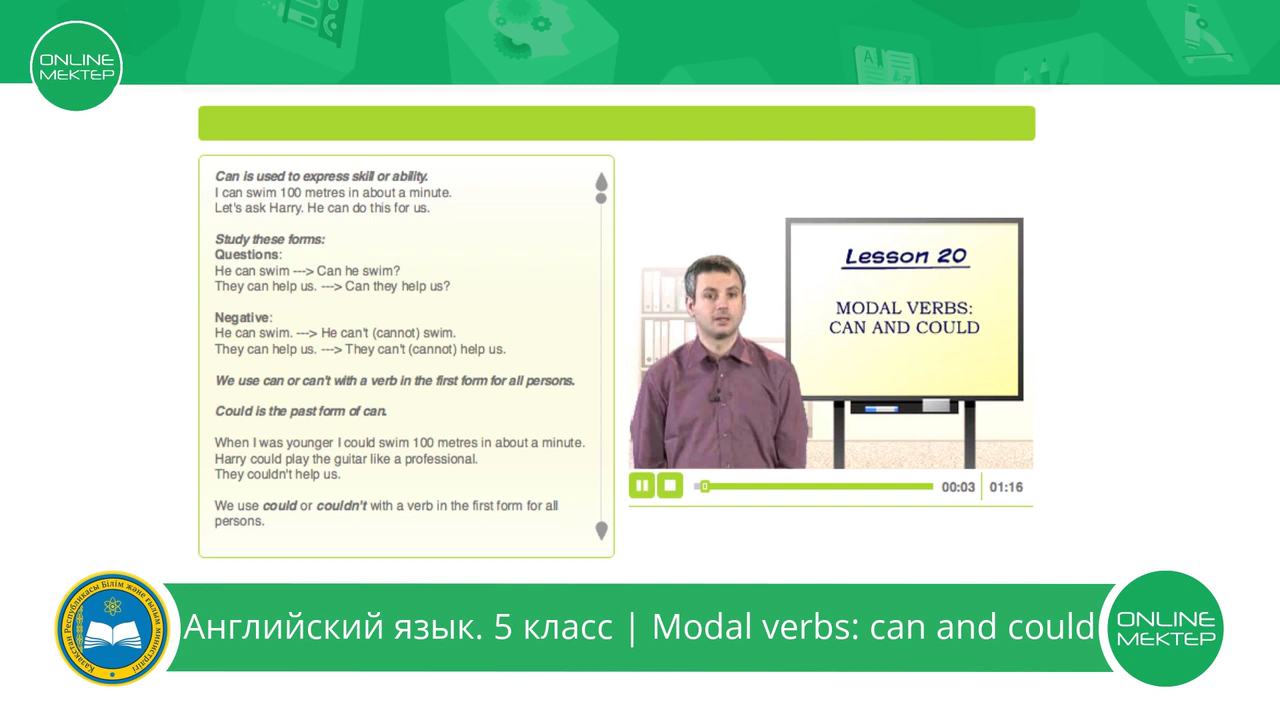 ONLINE
МЕКТЕР
Can is used to express skill or ability.
I can swim 100 metres in about a minute.
Let's ask Harry. He can do this for us.
Study these forms:
Questions:
He can swim ---> Can he swim?
They can help us. ---> Can they help us?
Negative:
He can swim. ---> He can't (cannot) swim.
They can help us. ---> They can't (cannot) help us.
We use can or can't with a verb in the first form for all persons.
Could is the past form of can.
When I was younger I could swim 100 metres in about a minute.
Harry could play the guitar like a professional.
They couldn't help us.
We use could or couldn't with a verb in the first form for all
persons.
Lesson 20
MODAL VERBS:
CAN AND COULD
00:03 01:16
Қазақстан Республикасы Білім және ғылым министрлігі
Английский язык. 5 класс | Modal verbs: can and could
ONLINE
МЕКТЕР